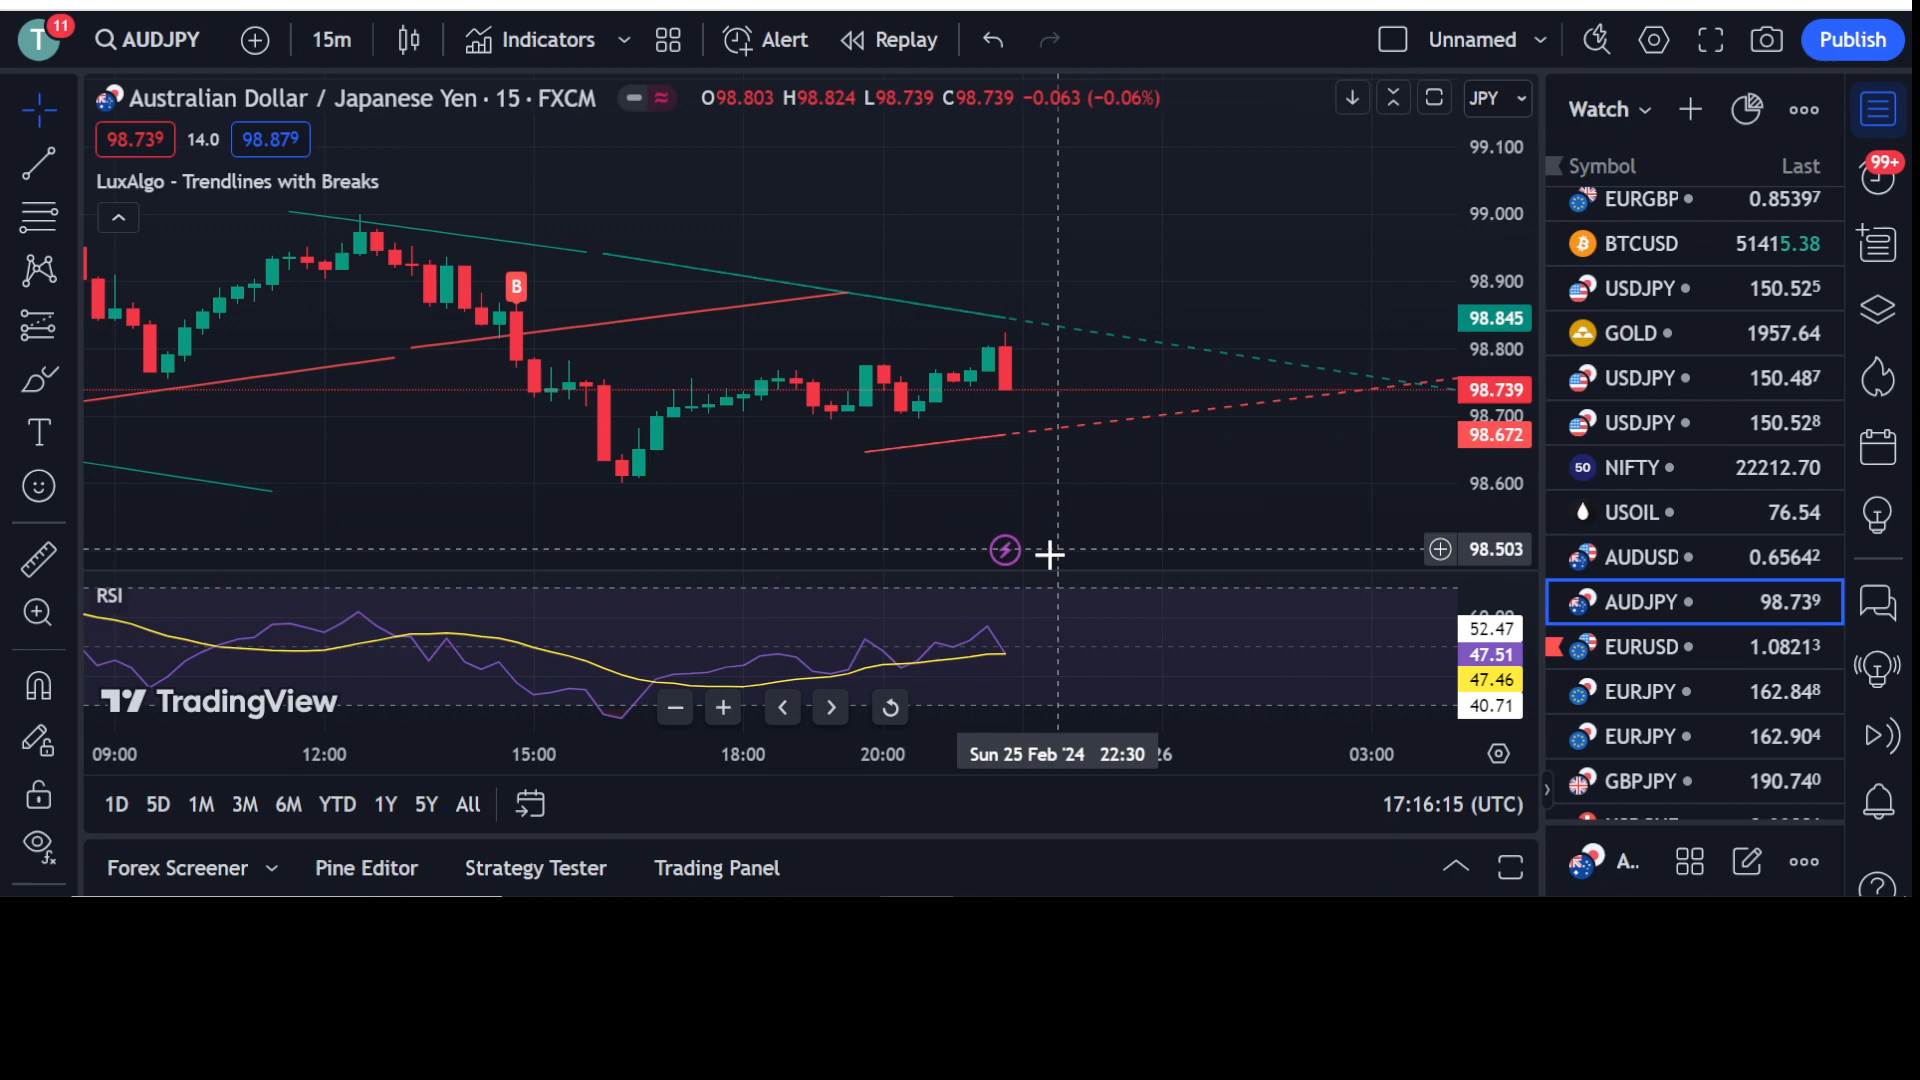 T 11 AUDJPY 15m Indicators Alert Replay Unnamed Publish
Australian Dollar / Japanese Yen · 15 · FXCM O98.803 H98.824 L98.739 C98.739 −0.063 (−0.06%) JPY
98.739 14.0 98.879
LuxAlgo - Trendlines with Breaks
B
99.100
99.000
98.900
98.845
98.800
98.739
98.700
98.672
98.600
98.503
RSI
52.47
47.51
47.46
40.71
TradingView
09:00 12:00 15:00 18:00 20:00 Sun 25 Feb '24 22:30 26 03:00
1D 5D 1M 3M 6M YTD 1Y 5Y All 17:16:15 (UTC)
Forex Screener Pine Editor Strategy Tester Trading Panel
Watch
99+
Symbol Last
EURGBP 0.85397
BTCUSD 51415.38
USDJPY 150.525
GOLD 1957.64
USDJPY 150.487
USDJPY 150.528
50 NIFTY 22212.70
USOIL 76.54
AUDUSD 0.65642
AUDJPY 98.739
EURUSD 1.08213
EURJPY 162.848
EURJPY 162.904
GBPJPY 190.740
A..